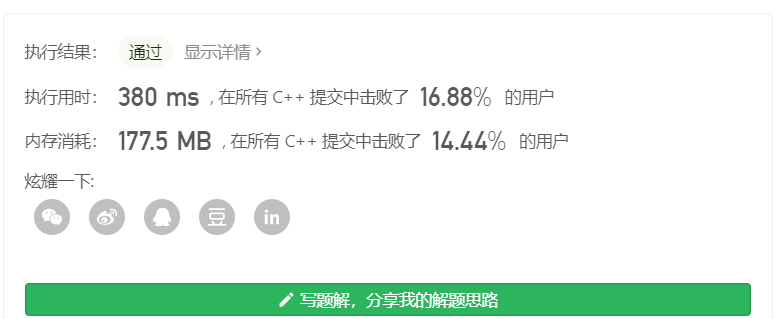 执行结果： 通过 显示详情 >
执行用时： 380 ms , 在所有 C++ 提交中击败了 16.88% 的用户
内存消耗： 177.5 MB , 在所有 C++ 提交中击败了 14.44% 的用户
炫耀一下:
豆 in
写题解，分享我的解题思路